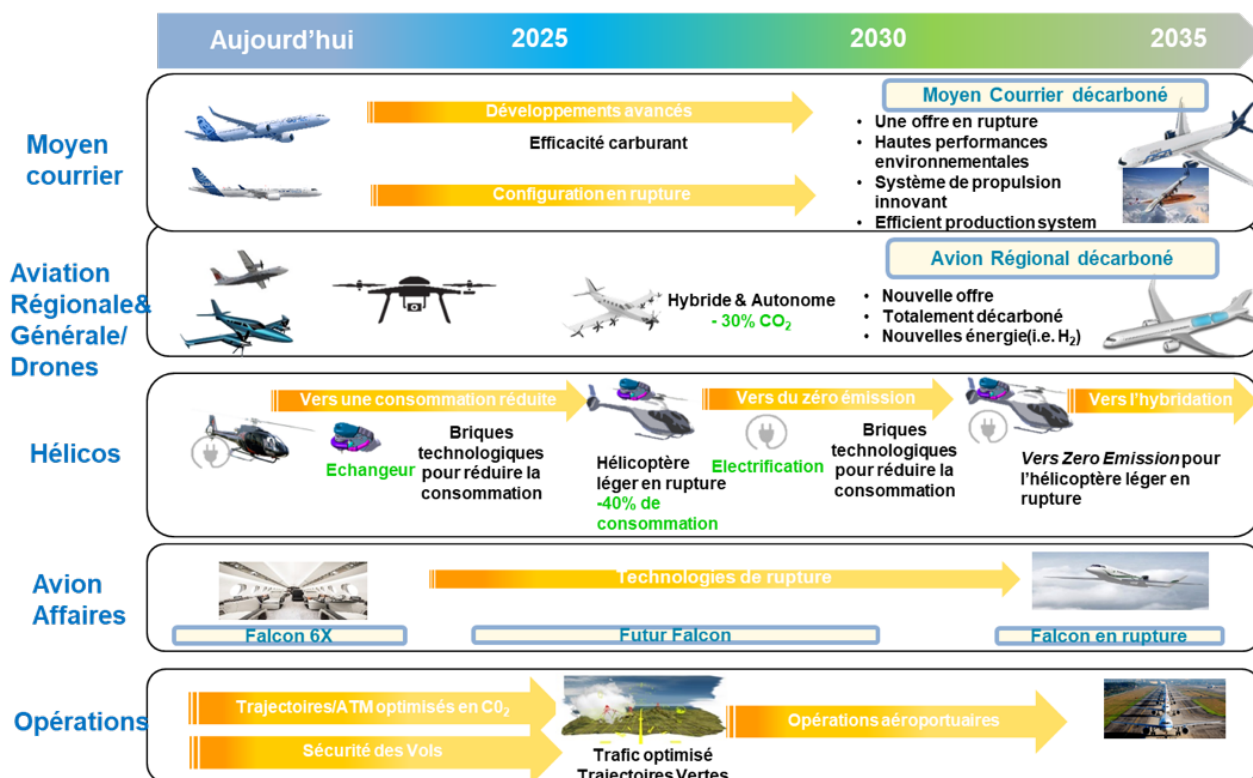 Aujourd’hui 2025 2030 2035
Moyen
courrier
Développements avancés
Efficacité carburant
Configuration en rupture
Moyen Courrier décarboné
• Une offre en rupture
• Hautes performances
environnementales
• Système de propulsion
innovant
• Efficient production system
Aviation
Régionale&
Générale/
Drones
Hybride & Autonome
- 30% CO₂
Avion Régional décarboné
• Nouvelle offre
• Totalement décarboné
• Nouvelles énergie(i.e. H₂)
Hélicos
Vers une consommation réduite
Echangeur
Briques
technologiques
pour réduire la
consommation
Hélicoptère
léger en rupture
-40% de
consommation
Vers du zéro émission
Electrification
Briques
technologiques
pour réduire la
consommation
Vers l’hybridation
Vers Zero Emission pour
l’hélicoptère léger en
rupture
Avion
Affaires
Technologies de rupture
Falcon 6X
Futur Falcon
Falcon en rupture
Opérations
Trajectoires/ATM optimisés en C0₂
Sécurité des Vols
Trafic optimisé
Trajectoires Vertes
Opérations aéroportuaires